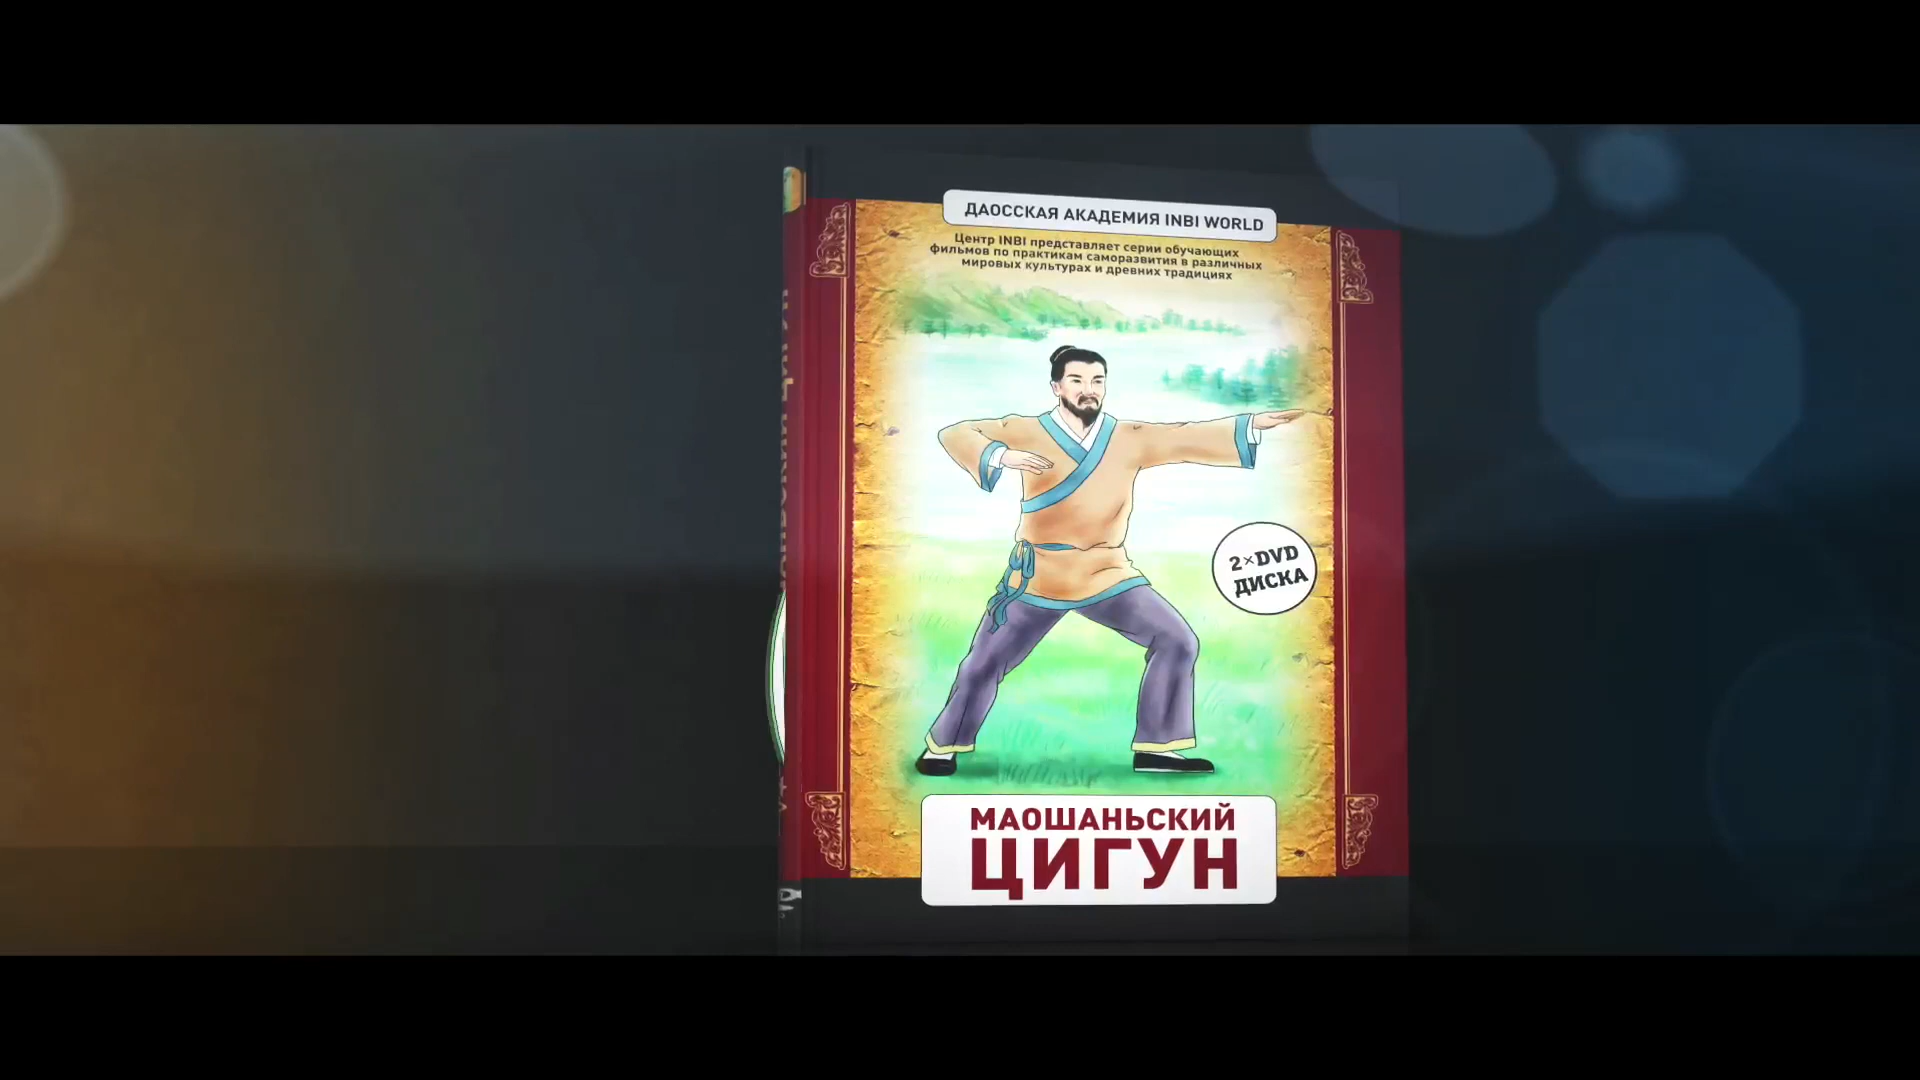 ДАОССКАЯ АКАДЕМИЯ INBI WORLD
Центр INBI представляет серии обучающих
фильмов по практикам саморазвития в различных
мировых культурах и древних традициях
2×DVD
ДИСКА
МАОШАНЬСКИЙ
ЦИГУН